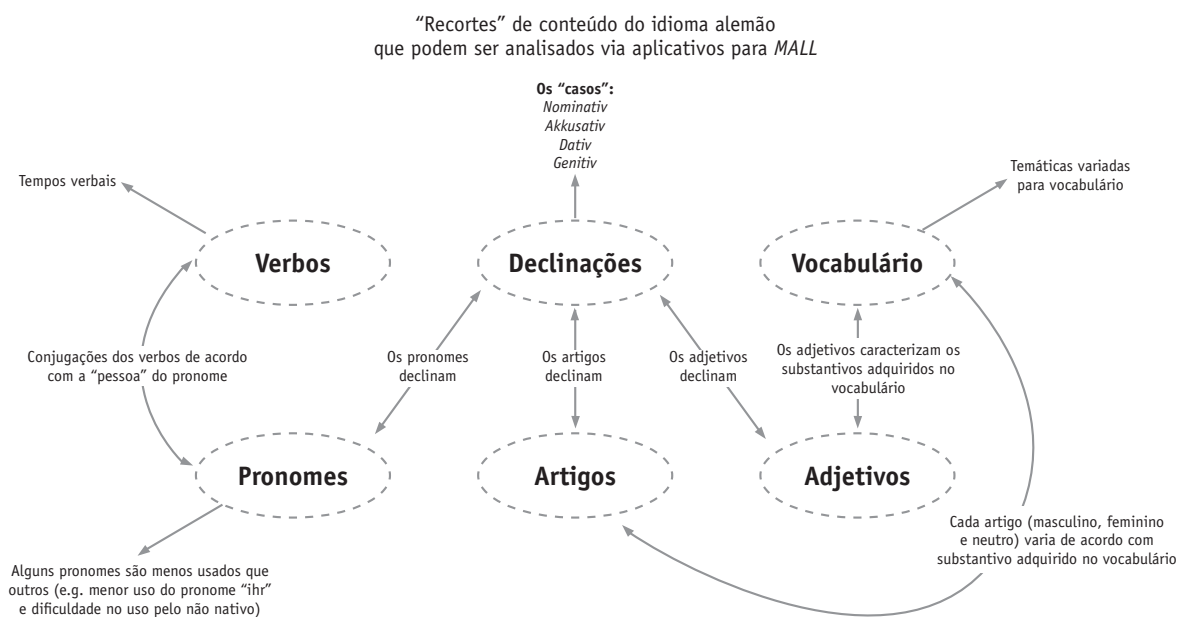 “Recortes” de conteúdo do idioma alemão
que podem ser analisados via aplicativos para MALL
Os “casos”:
Nominativ
Akkusativ
Dativ
Genitiv
Tempos verbais
Temáticas variadas
para vocabulário
Verbos
Declinações
Vocabulário
Conjugações dos verbos de acordo
com a “pessoa” do pronome
Os pronomes
declinam
Os artigos
declinam
Os adjetivos
declinam
Os adjetivos caracterizam os
substantivos adquiridos no
vocabulário
Pronomes
Artigos
Adjetivos
Cada artigo (masculino, feminino
e neutro) varia de acordo com
substantivo adquirido no vocabulário
Alguns pronomes são menos usados que
outros (e.g. menor uso do pronome “ihr”
e dificuldade no uso pelo não nativo)